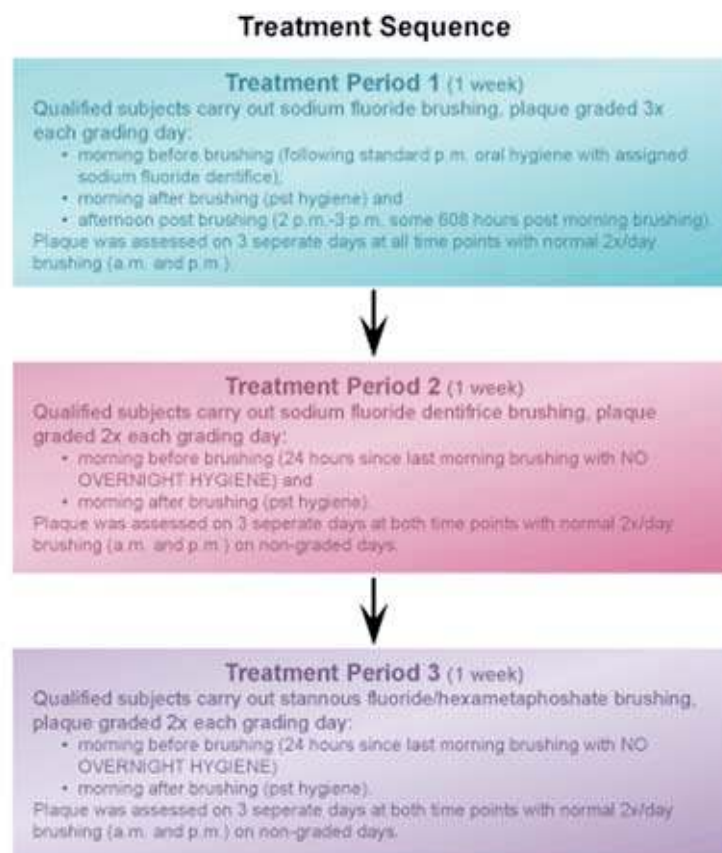 Treatment Sequence
Treatment Period 1 (1 week)
Qualified subjects carry out sodium fluoride brushing, plaque graded 3x
each grading day:
• morning before brushing (following standard p.m. oral hygiene with assigned
sodium fluoride dentifice),
• morning after brushing (pst hygiene) and
• afternoon post brushing (2 p.m.-3 p.m. some 608 hours post morning brushing).
Plaque was assessed on 3 seperate days at all time points with normal 2x/day
brushing (a.m. and p.m.).
Treatment Period 2 (1 week)
Qualified subjects carry out sodium fluoride dentifrice brushing, plaque
graded 2x each grading day:
• morning before brushing (24 hours since last morning brushing with NO
OVERNIGHT HYGIENE) and
• morning after brushing (pst hygiene).
Plaque was assessed on 3 seperate days at both time points with normal 2x/day
brushing (a.m. and p.m.) on non-graded days.
Treatment Period 3 (1 week)
Qualified subjects carry out stannous fluoride/hexametaphoshate brushing,
plaque graded 2x each grading day:
• morning before brushing (24 hours since last morning brushing with NO
OVERNIGHT HYGIENE)
• morning after brushing (pst hygiene).
Plaque was assessed on 3 seperate days at both time points with normal 2x/day
brushing (a.m. and p.m.) on non-graded days.